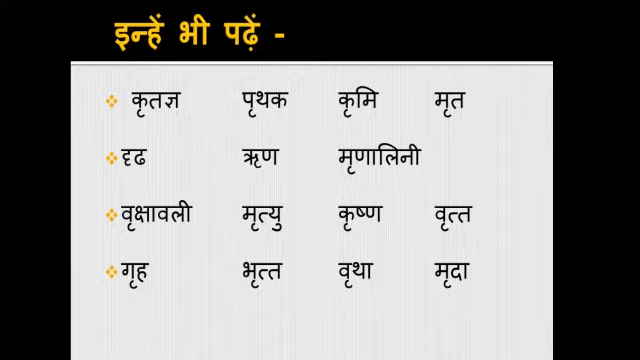 इन्हें भी पढ़ें -
❖ कृतज्ञ पृथक कृमि मृत
❖ दृढ ऋण मृणालिनी
❖ वृक्षावली मृत्यु कृष्ण वृत्त
❖ गृह भृत्त वृथा मृदा